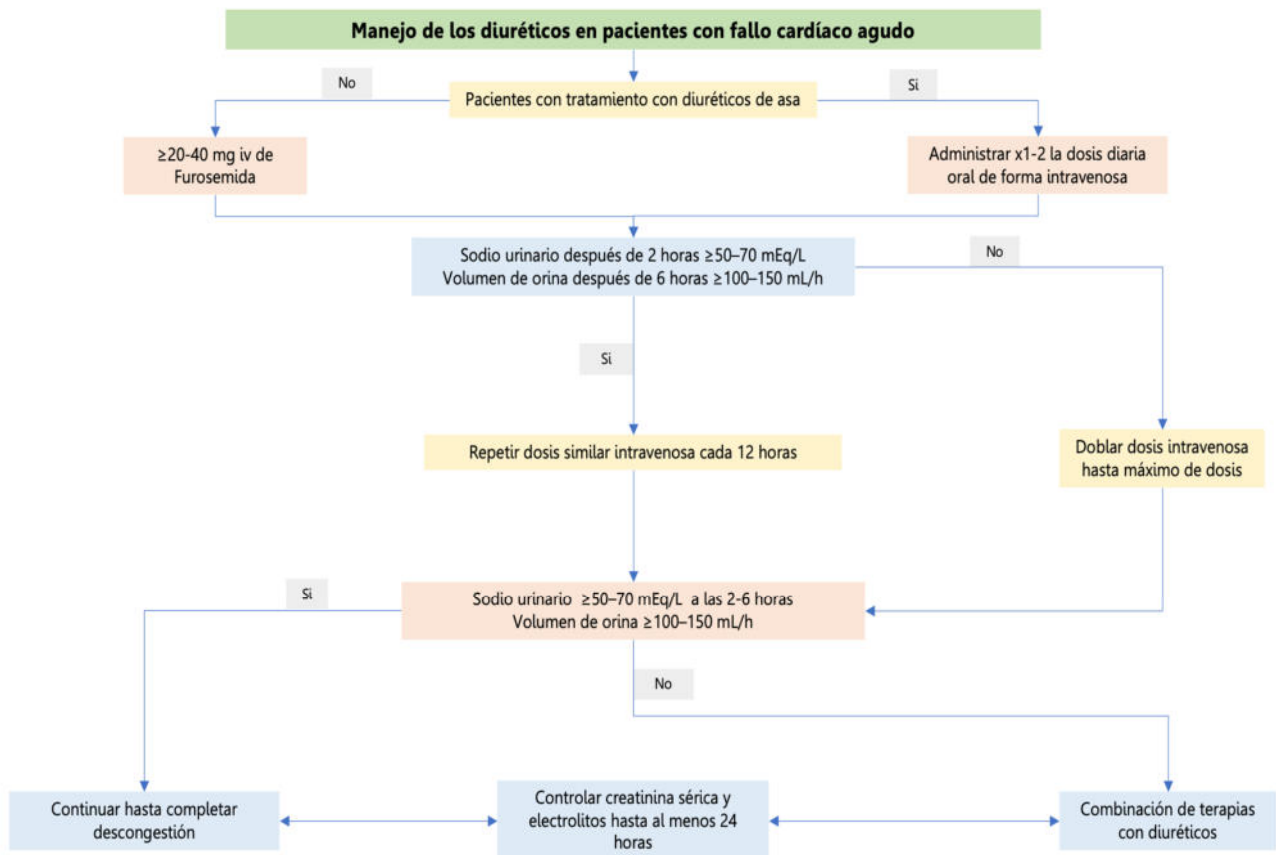 Manejo de los diuréticos en pacientes con fallo cardíaco agudo
No
Pacientes con tratamiento con diuréticos de asa
Si
≥20-40 mg iv de
Furosemida
Administrar x1-2 la dosis diaria
oral de forma intravenosa
Sodio urinario después de 2 horas ≥50–70 mEq/L
Volumen de orina después de 6 horas ≥100–150 mL/h
No
Si
Repetir dosis similar intravenosa cada 12 horas
Doblar dosis intravenosa
hasta máximo de dosis
Si
Sodio urinario ≥50–70 mEq/L a las 2-6 horas
Volumen de orina ≥100–150 mL/h
No
Continuar hasta completar
descongestión
Controlar creatinina sérica y
electrolitos hasta al menos 24
horas
Combinación de terapias
con diuréticos